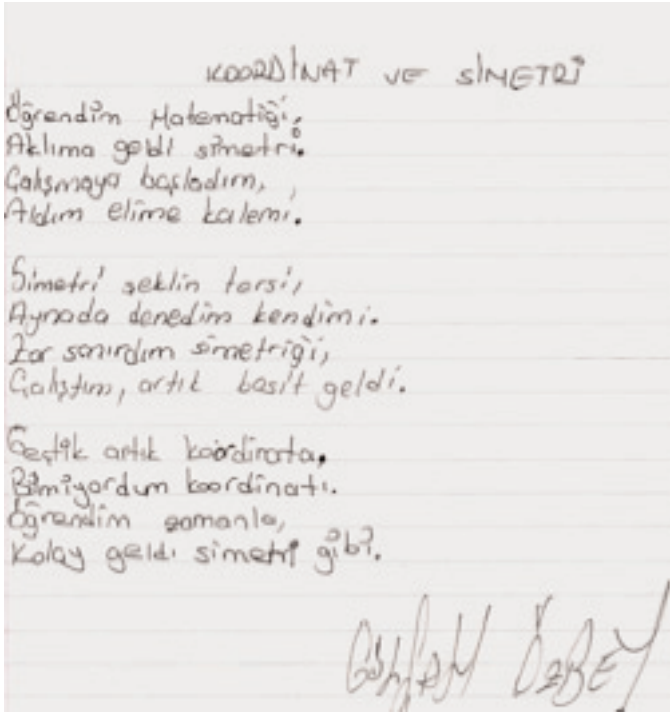 KOORDİNAT VE SİMETRİ
Öğrendim Matematiği,
Aklıma geldi simetri.
Çalışmaya başladım,
Aldım elime kalemi.
Simetri şeklin tersi,
Aynada denedim kendimi.
Zor sanırdım simetriği,
Çalıştım, artık basit geldi.
Geçtik artık koordinata,
Bilmiyordum koordinatı.
Öğrendim zamanla,
Kolay geldi simetri gibi.
ÖZBEY